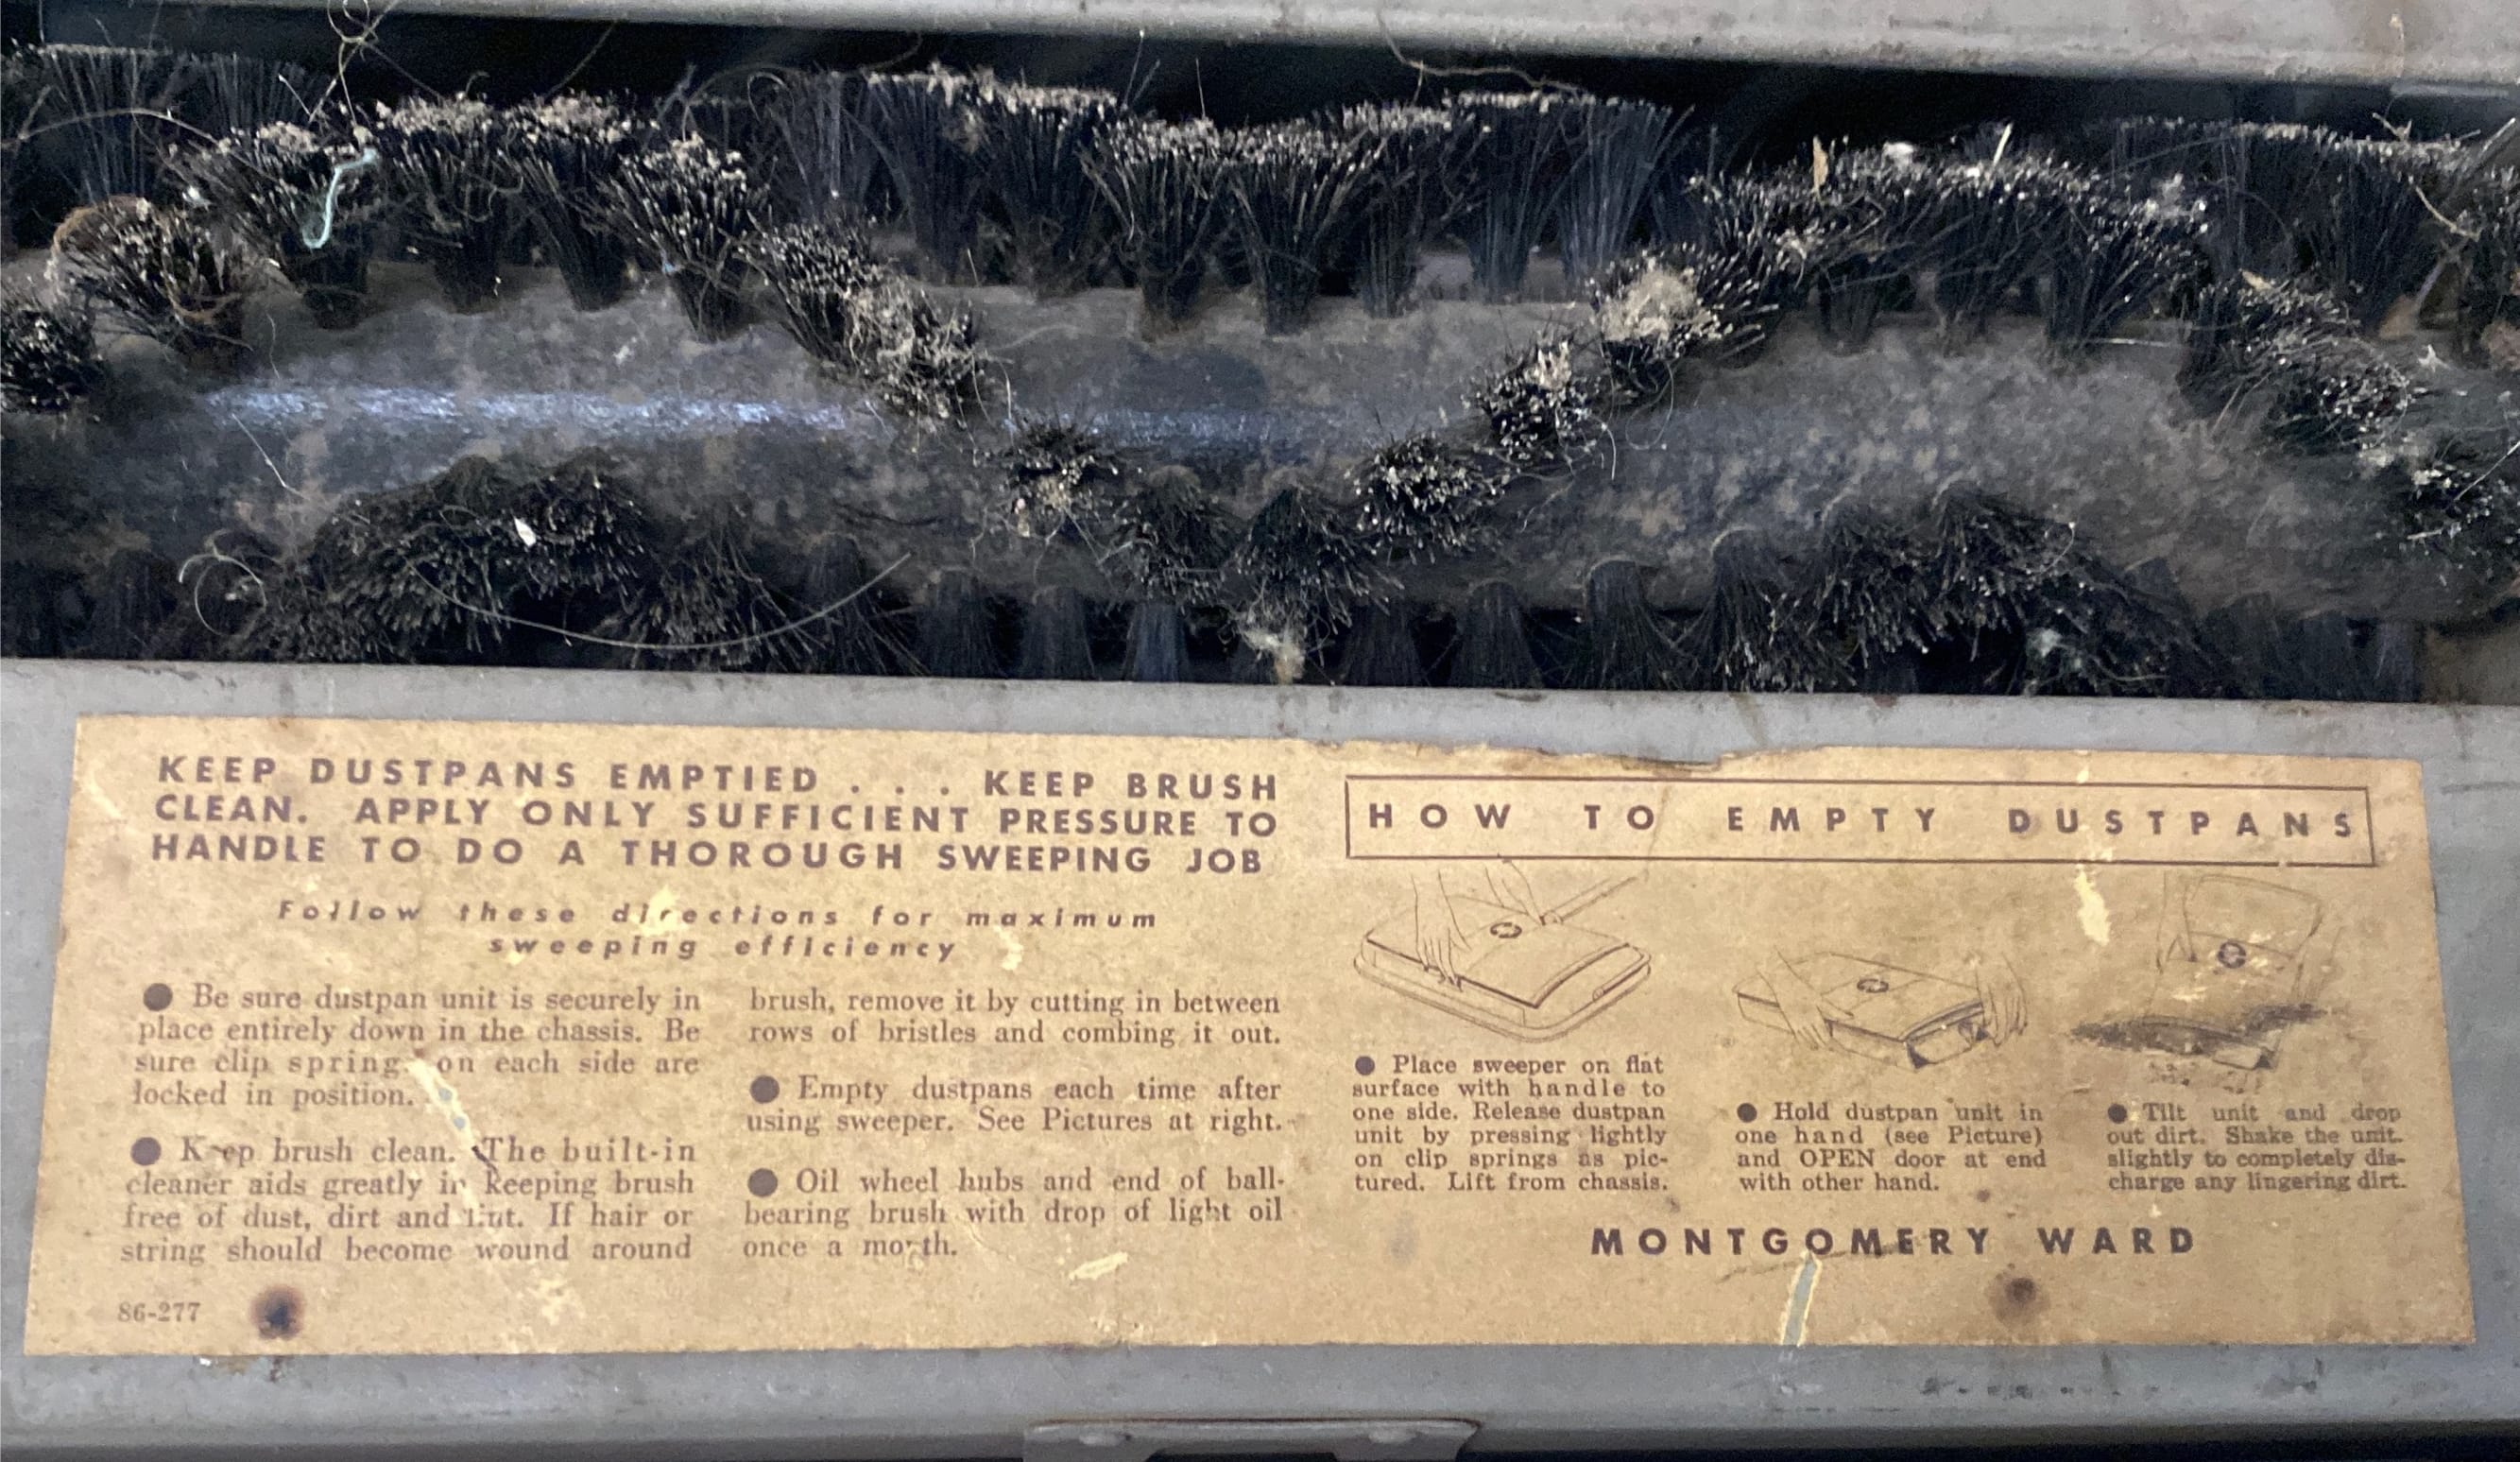 KEEP DUSTPANS EMPTIED . . . KEEP BRUSH
CLEAN. APPLY ONLY SUFFICIENT PRESSURE TO
HANDLE TO DO A THOROUGH SWEEPING JOB
Follow these directions for maximum
sweeping efficiency
● Be sure dustpan unit is securely in
place entirely down in the chassis. Be
sure clip spring on each side are
locked in position.
● Keep brush clean. The built-in
cleaner aids greatly in keeping brush
free of dust, dirt and lint. If hair or
string should become wound around
brush, remove it by cutting in between
rows of bristles and combing it out.
● Empty dustpans each time after
using sweeper. See Pictures at right.
● Oil wheel hubs and end of ball-
bearing brush with drop of light oil
once a month.
86-277
HOW TO EMPTY DUSTPANS
● Place sweeper on flat
surface with handle to
one side. Release dustpan
unit by pressing lightly
on clip springs as pic-
tured. Lift from chassis.
● Hold dustpan unit in
one hand (see Picture)
and OPEN door at end
with other hand.
● Tilt unit and drop
out dirt. Shake the unit
slightly to completely dis-
charge any lingering dirt.
MONTGOMERY WARD